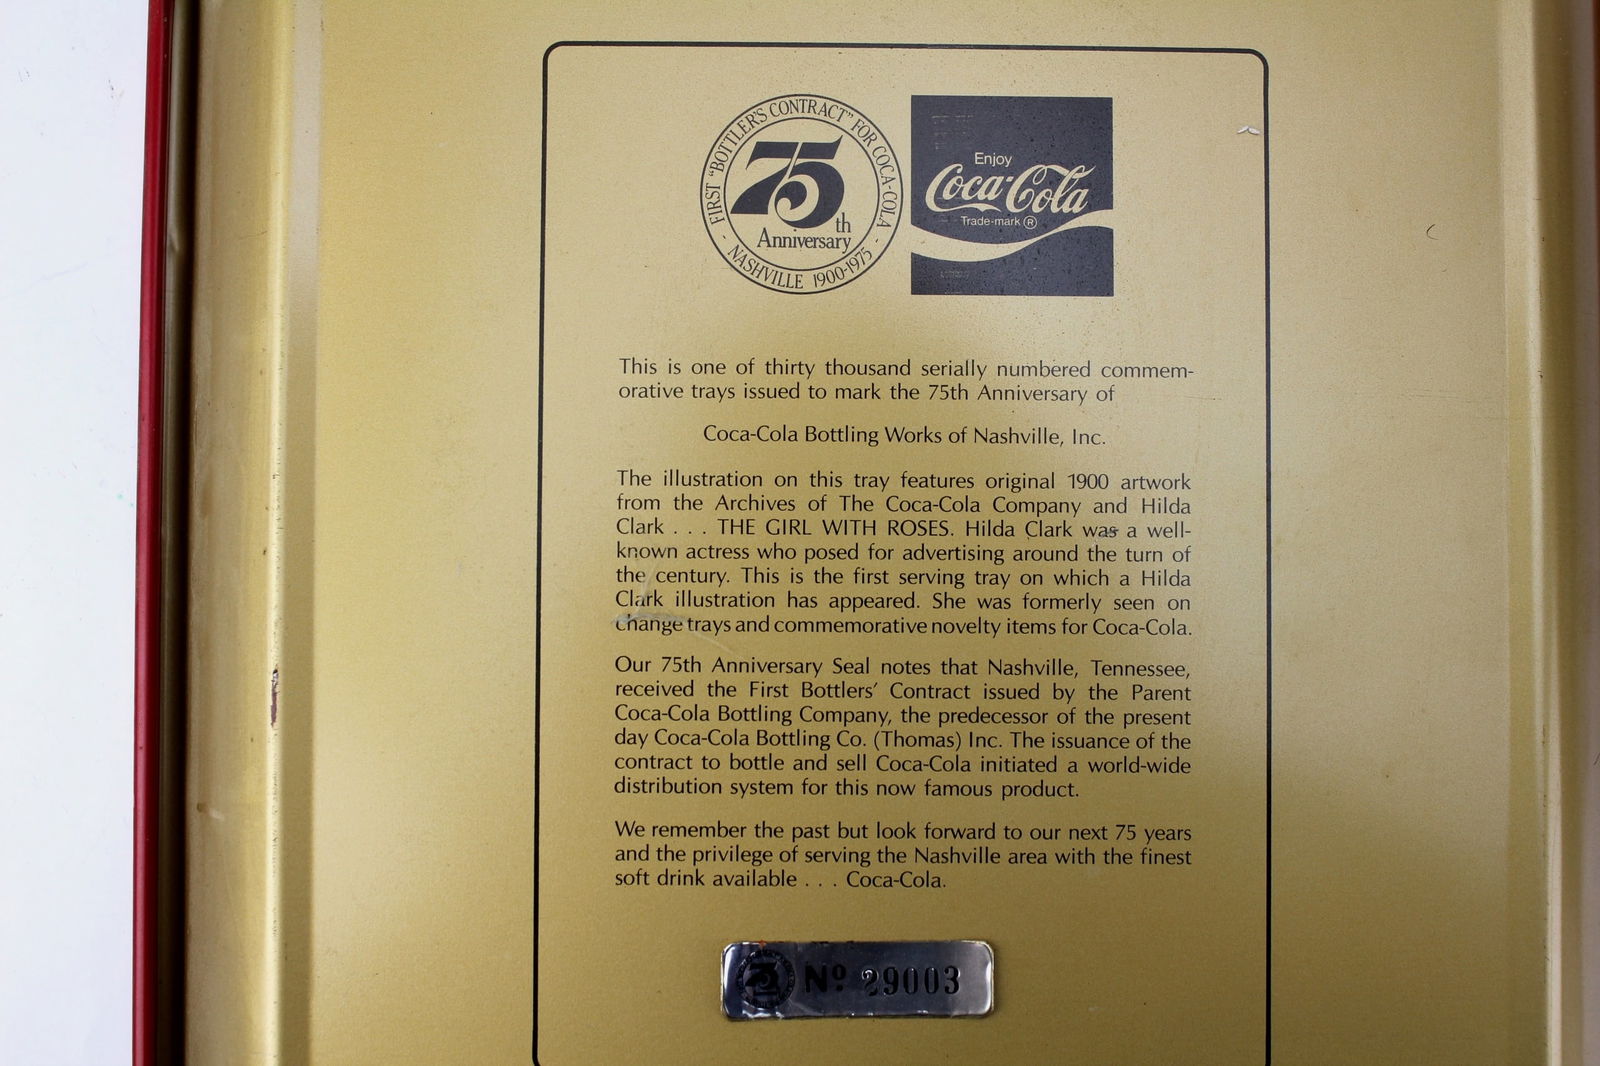 FIRST "BOTTLER'S CONTRACT" FOR COCA-COLA
75th
Anniversary
- NASHVILLE 1900-1975 -
Enjoy
Coca-Cola
Trade-mark ®
This is one of thirty thousand serially numbered commem-
orative trays issued to mark the 75th Anniversary of
Coca-Cola Bottling Works of Nashville, Inc.
The illustration on this tray features original 1900 artwork
from the Archives of The Coca-Cola Company and Hilda
Clark . . . THE GIRL WITH ROSES. Hilda Clark was a well-
known actress who posed for advertising around the turn of
the century. This is the first serving tray on which a Hilda
Clark illustration has appeared. She was formerly seen on
change trays and commemorative novelty items for Coca-Cola.
Our 75th Anniversary Seal notes that Nashville, Tennessee,
received the First Bottlers' Contract issued by the Parent
Coca-Cola Bottling Company, the predecessor of the present
day Coca-Cola Bottling Co. (Thomas) Inc. The issuance of the
contract to bottle and sell Coca-Cola initiated a world-wide
distribution system for this now famous product.
We remember the past but look forward to our next 75 years
and the privilege of serving the Nashville area with the finest
soft drink available . . . Coca-Cola.
75 Nº 29003